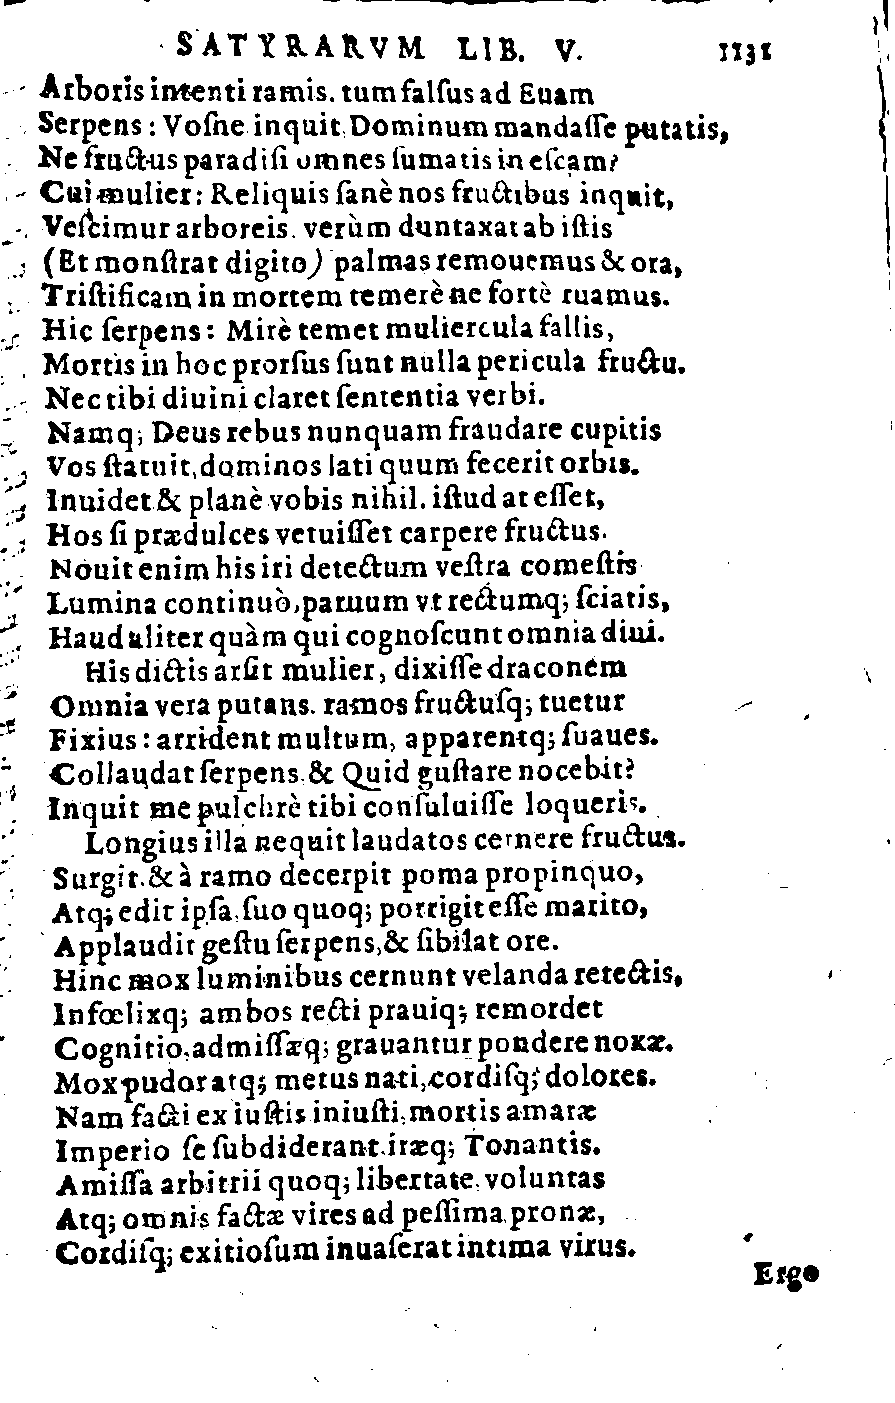 SATYRARVM LIB. V. 1131
Arboris intenti ramis. tum falſus ad Euam
Serpens: Voſne inquit Dominum mandaſſe putatis,
Ne fructus paradiſi omnes ſumatis in eſcam?
Cui mulier: Reliquis ſanè nos fructibus inquit,
Veſcimur arboreis. verùm duntaxat ab iſtis
(Et monſtrat digito) palmas remouemus & ora,
Triſtificam in mortem temerè ne fortè ruamus.
Hic ſerpens: Mirè temet muliercula fallis,
Mortis in hoc prorſus ſunt nulla pericula fructu.
Nec tibi diuini claret ſententia verbi.
Namq; Deus rebus nunquam fraudare cupitis
Vos ſtatuit, dominos lati quum fecerit orbis.
Inuidet & planè vobis nihil. iſtud at eſſet,
Hos ſi prædulces vetuiſſet carpere fructus.
Nouit enim his iri detectum veſtra comeſtis
Lumina continuò, paruum vt rectumq; ſciatis,
Haud aliter quàm qui cognoſcunt omnia diui.
His dictis arſit mulier, dixiſſe draconem
Omnia vera putans. ramos fructuſq; tuetur
Fixius: arrident multum, apparentq; ſuaues.
Collaudat ſerpens & Quid guſtare nocebit?
Inquit me pulchrè tibi conſuluiſſe loqueris.
Longius illa nequit laudatos cernere fructus.
Surgit & à ramo decerpit poma propinquo,
Atq; edit ipſa, ſuo quoq; porrigit eſſe marito,
Applaudit geſtu ſerpens, & ſibilat ore.
Hinc mox luminibus cernunt velanda retectis,
Infœlixq; ambos recti prauiq; remordet
Cognitio, admiſſæq; grauantur pondere noxæ.
Mox pudor atq; metus nati, cordiſq; dolores.
Nam facti ex iuſtis iniuſti, mortis amaræ
Imperio ſe ſubdiderant iræq; Tonantis.
Amiſſa arbitrii quoq; libertate, voluntas
Atq; omnis factæ vires ad peſſima pronæ,
Cordiſq; exitioſum inuaſerat intima virus.
Ergo